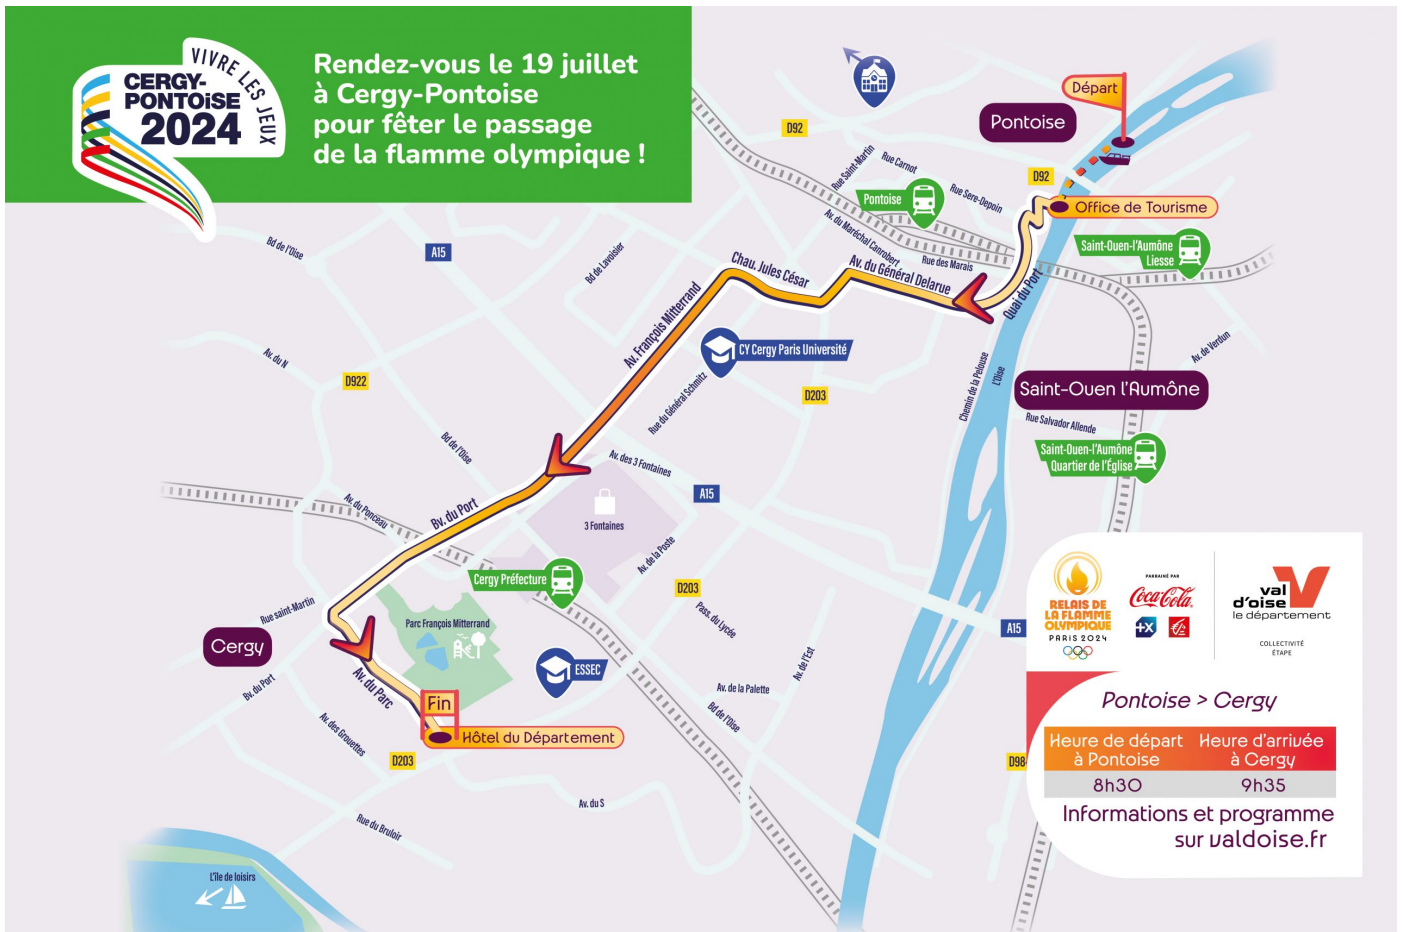 VIVRE LES JEUX
CERGY-
PONTOISE
2024
Rendez-vous le 19 juillet
à Cergy-Pontoise
pour fêter le passage
de la flamme olympique !
Départ
Pontoise
D92
Rue Saint-Martin
Rue Carnot
Rue Sere-Depoin
D92
Pontoise
Office de Tourisme
Av. du Maréchal Canrobert
Rue des Marais
Saint-Ouen-l'Aumône
Liesse
Bd de l'Oise
A15
Bd de Lavoisier
Chau. Jules César
Av. du Général Delarue
Quai du Port
Av. François Mitterrand
CY Cergy Paris Université
Av. de Verdun
Av. du N
D922
Rue du Général Schmitz
D203
Chemin de la Pelouse
L'Oise
Saint-Ouen l'Aumône
Rue Salvador Allende
Saint-Ouen-l'Aumône
Quartier de l'Église
Bd de l'Oise
Av. des 3 Fontaines
A15
Av. du Ponceau
Bv. du Port
3 Fontaines
Av. de la Poste
Cergy Préfecture
D203
Pass. du Lycée
Rue saint-Martin
Parc François Mitterrand
A15
Cergy
ESSEC
Av. de l'Est
Bv. du Port
Av. du Parc
Av. de la Palette
Bd de l'Oise
Fin
Hôtel du Département
Av. des Grouettes
D203
D984
Av. du S
Rue du Bruloir
L'île de loisirs
RELAIS DE
LA FLAMME
OLYMPIQUE
PARIS 2024
PARRAINÉ PAR
Coca-Cola
val
d'oise
le département
COLLECTIVITÉ
ÉTAPE
Pontoise > Cergy
Heure de départ
à Pontoise
Heure d'arrivée
à Cergy
8h30
9h35
Informations et programme
sur valdoise.fr